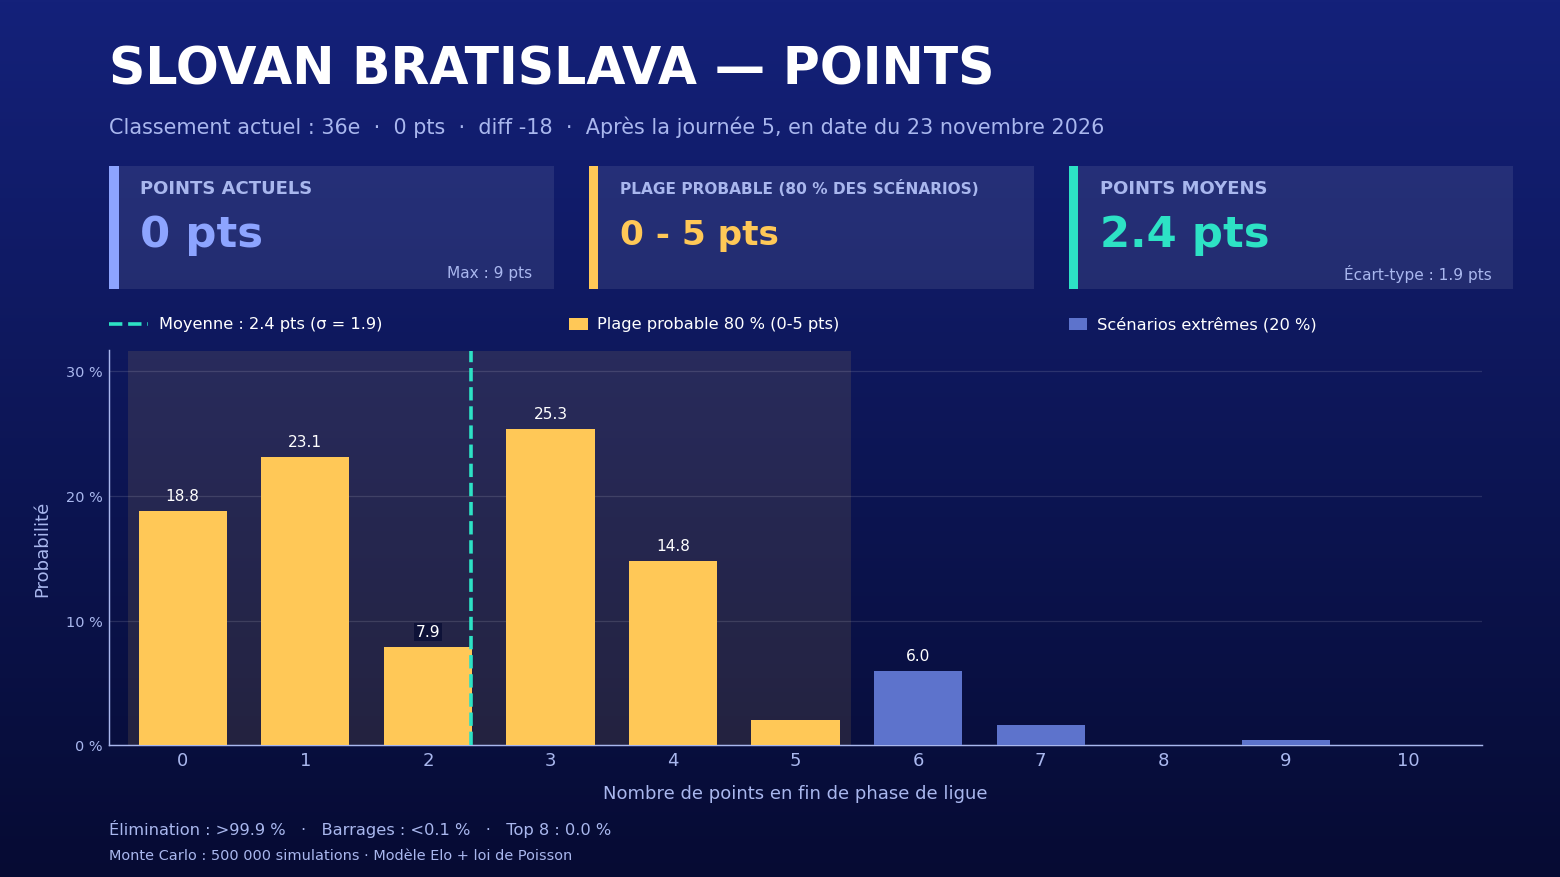 SLOVAN BRATISLAVA — POINTS
Classement actuel : 36e · 0 pts · diff -18 · Après la journée 5, en date du 23 novembre 2026
POINTS ACTUELS
0 pts
Max : 9 pts
PLAGE PROBABLE (80 % DES SCÉNARIOS)
0 - 5 pts
POINTS MOYENS
2.4 pts
Écart-type : 1.9 pts
Moyenne : 2.4 pts (σ = 1.9)
Plage probable 80 % (0-5 pts)
Scénarios extrêmes (20 %)
Probabilité
30 %
20 %
10 %
0 %
18.8
23.1
7.9
25.3
14.8
6.0
0 1 2 3 4 5 6 7 8 9 10
Nombre de points en fin de phase de ligue
Élimination : >99.9 % · Barrages : <0.1 % · Top 8 : 0.0 %
Monte Carlo : 500 000 simulations · Modèle Elo + loi de Poisson